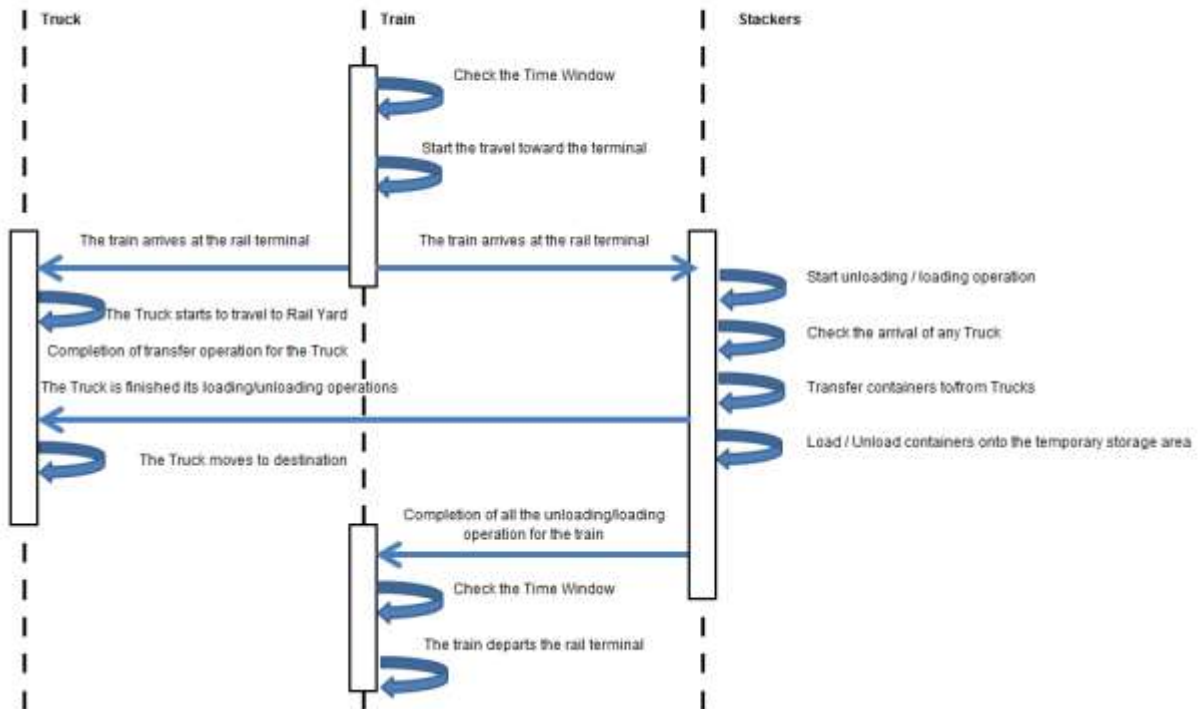 Truck
Train
Stackers
Check the Time Window
Start the travel toward the terminal
The train arrives at the rail terminal
The train arrives at the rail terminal
Start unloading / loading operation
The Truck starts to travel to Rail Yard
Check the arrival of any Truck
Completion of transfer operation for the Truck
The Truck is finished its loading/unloading operations
Transfer containers to/from Trucks
Load / Unload containers onto the temporary storage area
The Truck moves to destination
Completion of all the unloading/loading
operation for the train
Check the Time Window
The train departs the rail terminal